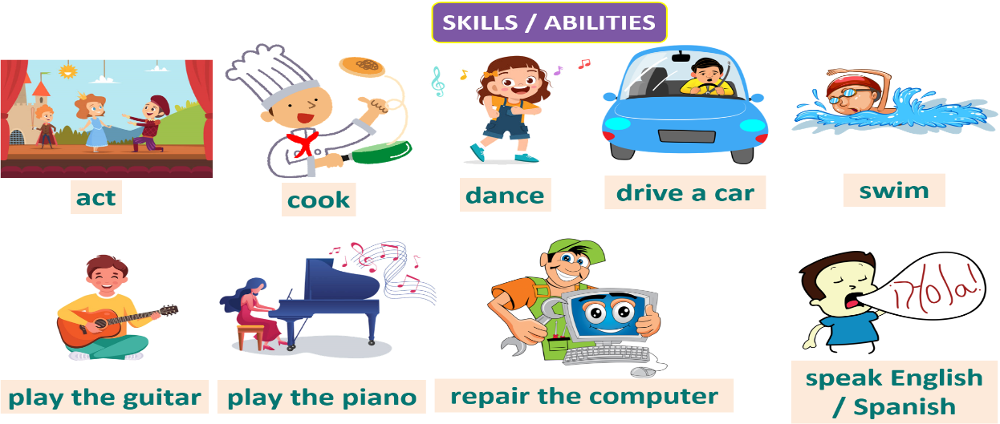 SKILLS / ABILITIES
act
cook
dance
drive a car
swim
¡Hola!
play the guitar
play the piano
repair the computer
speak English
/ Spanish